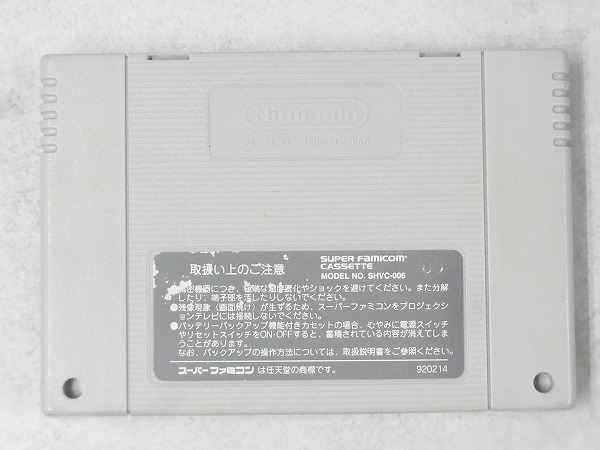 Nintendo
PAT. PEND. MADE IN JAPAN
取扱い上のご注意
SUPER FAMICOM
CASSETTE
MODEL NO. SHVC-006
●精密機器につき、極端な温度変化やショックを避けてください。また分解
したり、端子部を汚したりしないでください。
●残像現象(画面焼け)が生ずるため、スーパーファミコンをプロジェクショ
ンテレビには接続しないでください。
●バッテリーバックアップ機能付きカセットの場合、むやみに電源スイッチ
やリセットスイッチをON・OFFすると、蓄積されている内容が消えてしま
うことがあります。
なお、バックアップの操作方法については、取扱説明書をご参照ください。
スーパーファミコン は任天堂の商標です。
920214